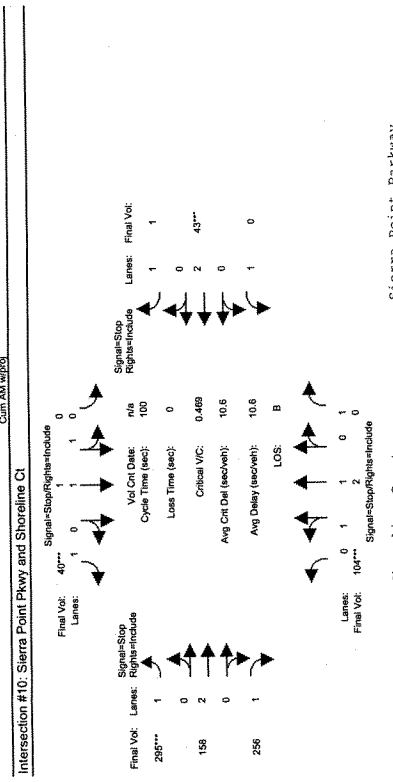 Cum AM w/proj
Intersection #10: Sierra Point Pkwy and Shoreline Ct
Signal=Stop/Rights=Include
Final Vol: 40*** 1 0
Lanes: 1 0 1 1 0
Signal=Stop
Rights=Include
Final Vol: Lanes:
295*** 1
0
158 2
0
256 1
Vol Cnt Date: n/a
Cycle Time (sec): 100
Loss Time (sec): 0
Critical V/C: 0.469
Avg Crit Del (sec/veh): 10.6
Avg Delay (sec/veh): 10.6
LOS: B
Signal=Stop
Rights=Include
Lanes: Final Vol:
1 1
0
2 43***
0
1 0
Lanes: 0 1 1 0 1
Final Vol: 104*** 2 0
Signal=Stop/Rights=Include
Sierra Point Parkway